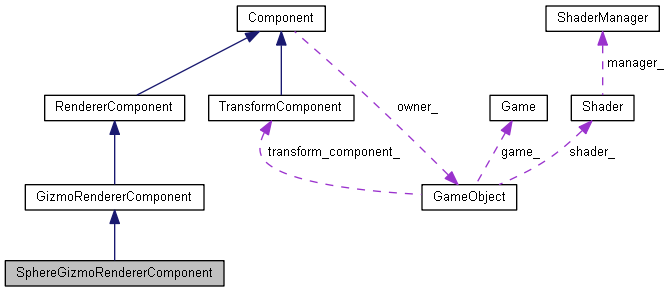 Component
ShaderManager
manager_
RendererComponent
TransformComponent
owner_
Game
Shader
transform_component_
game_
shader_
GizmoRendererComponent
GameObject
SphereGizmoRendererComponent